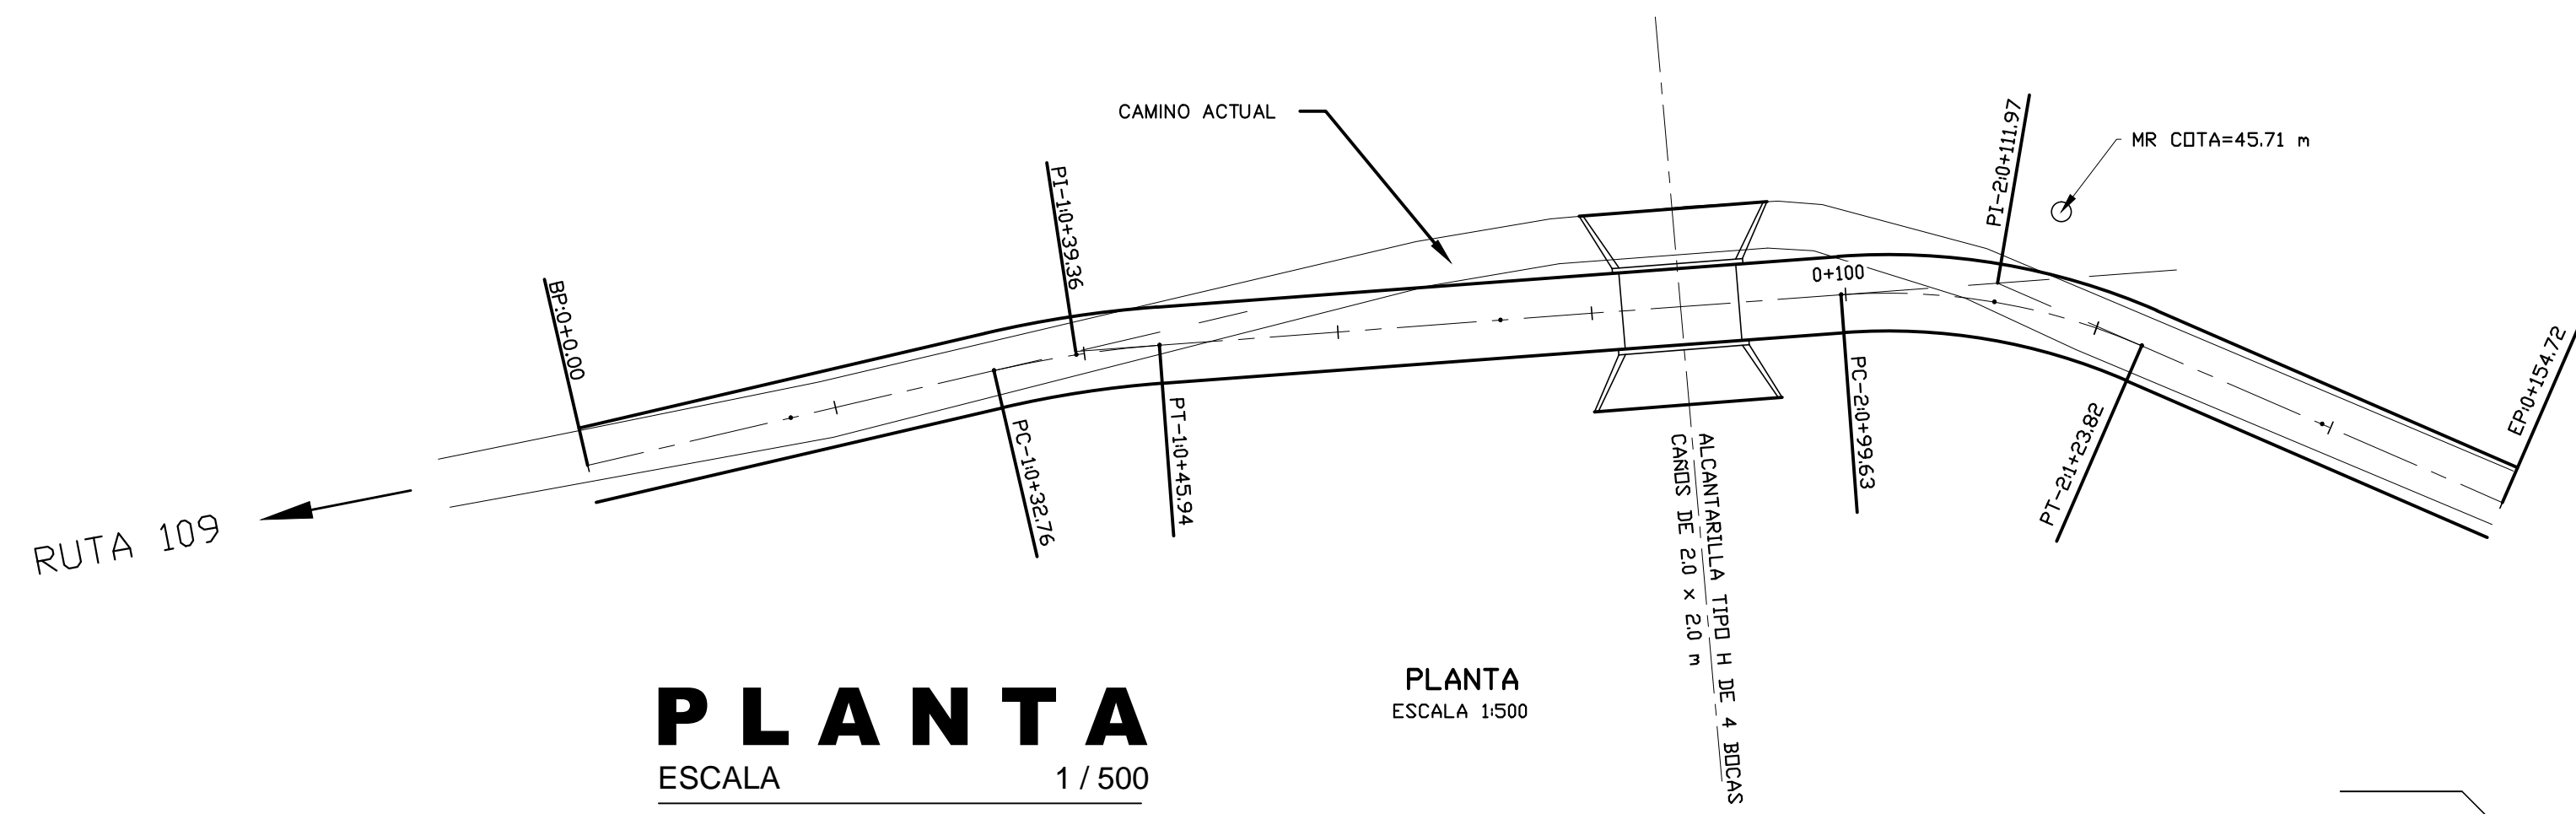 CAMINO ACTUAL
MR COTA=45.71 m
PI-2:0+111.97
PI-1:0+39.36
BP:0+0.00
0+100
PC-1:0+32.76
PT-1:0+45.94
PC-2:0+99.63
PT-2:1+23.82
EP:0+154.72
RUTA 109
ALCANTARILLA TIPO H DE 4 BOCAS
CAÑOS DE 2.0 x 2.0 m
PLANTA
ESCALA 1:500
PLANTA
ESCALA 1 / 500